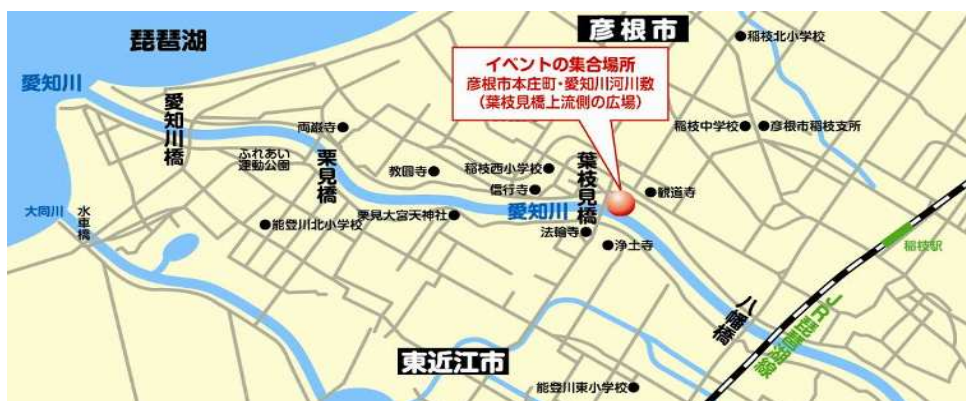 琵琶湖
彦根市
稲枝北小学校
イベントの集合場所
彦根市本庄町・愛知川河川敷
（葉枝見橋上流側の広場）
愛知川
愛知川橋
両巌寺
稲枝中学校
彦根市稲枝支所
ふれあい
運動公園
栗見橋
教圓寺
稲枝西小学校
葉枝見橋
信行寺
観道寺
大同川
水車橋
能登川北小学校
栗見大宮天神社
愛知川
法輪寺
浄土寺
稲枝駅
八幡橋
JR琵琶湖線
東近江市
能登川東小学校